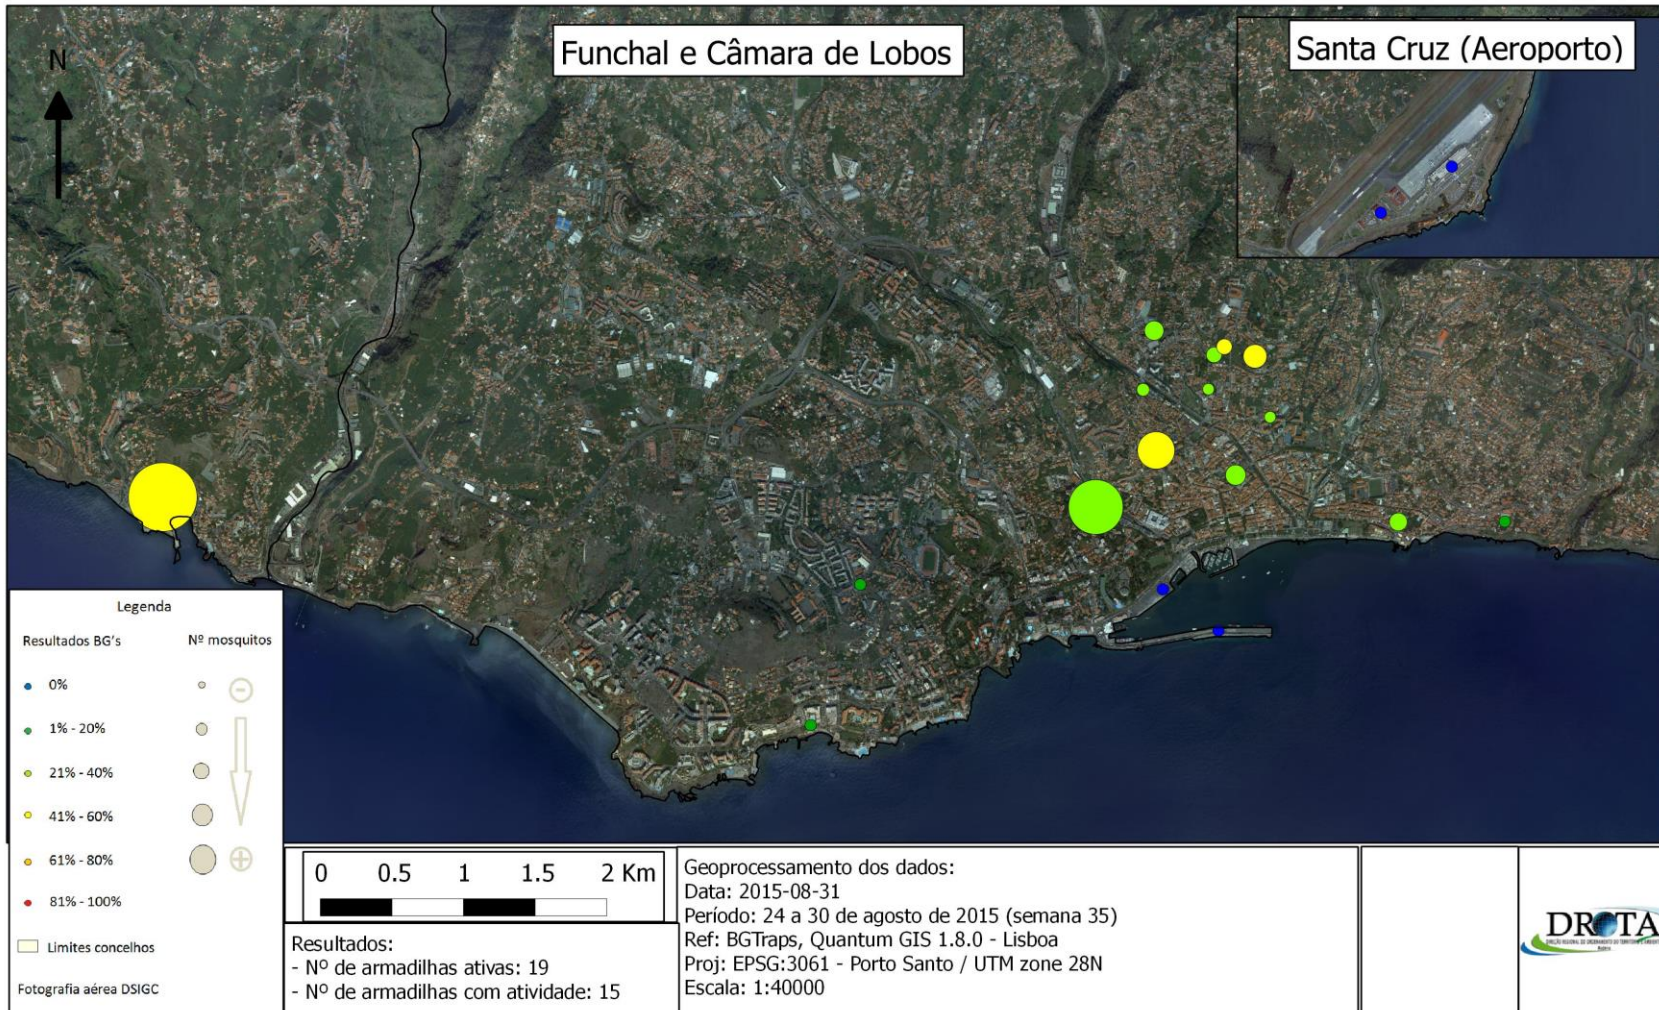 Funchal e Câmara de Lobos
Santa Cruz (Aeroporto)
N
Legenda
Resultados BG's
Nº mosquitos
0%
1% - 20%
21% - 40%
41% - 60%
61% - 80%
81% - 100%
Limites concelhos
Fotografia aérea DSIGC
0 0.5 1 1.5 2 Km
Resultados:
- Nº de armadilhas ativas: 19
- Nº de armadilhas com atividade: 15
Geoprocessamento dos dados:
Data: 2015-08-31
Período: 24 a 30 de agosto de 2015 (semana 35)
Ref: BGTraps, Quantum GIS 1.8.0 - Lisboa
Proj: EPSG:3061 - Porto Santo / UTM zone 28N
Escala: 1:40000
DROTA